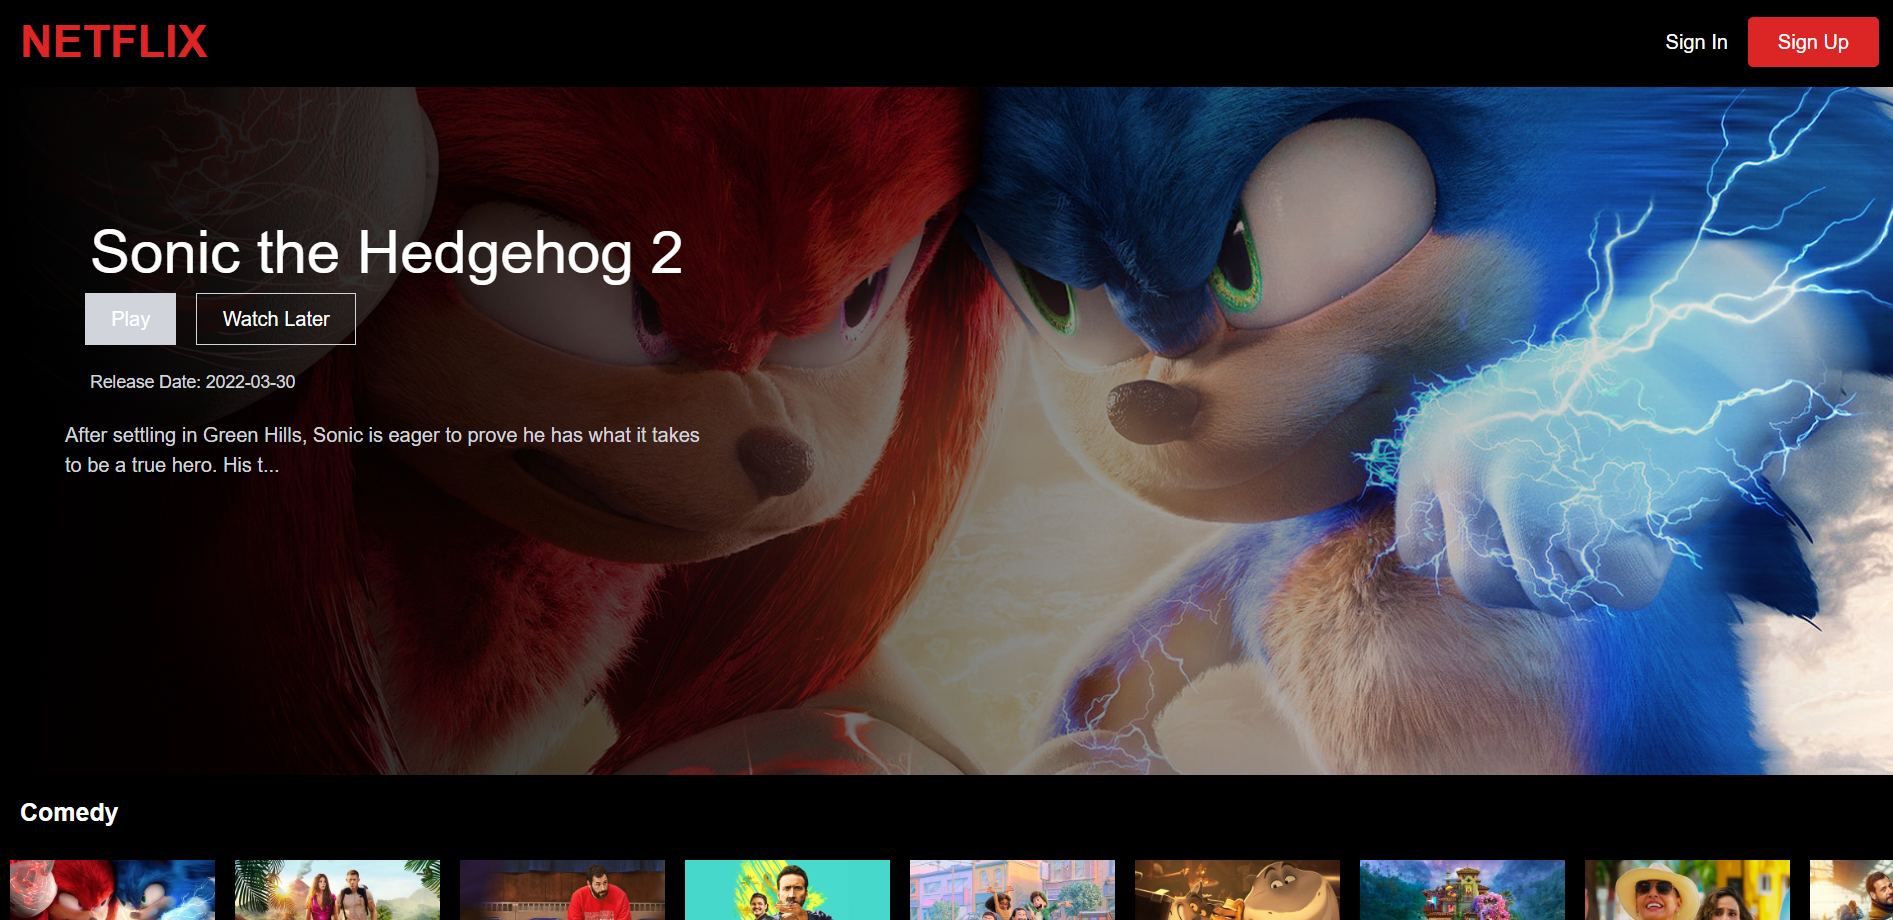 NETFLIX
Sign In
Sign Up
Sonic the Hedgehog 2
Play
Watch Later
Release Date: 2022-03-30
After settling in Green Hills, Sonic is eager to prove he has what it takes
to be a true hero. His t...
Comedy